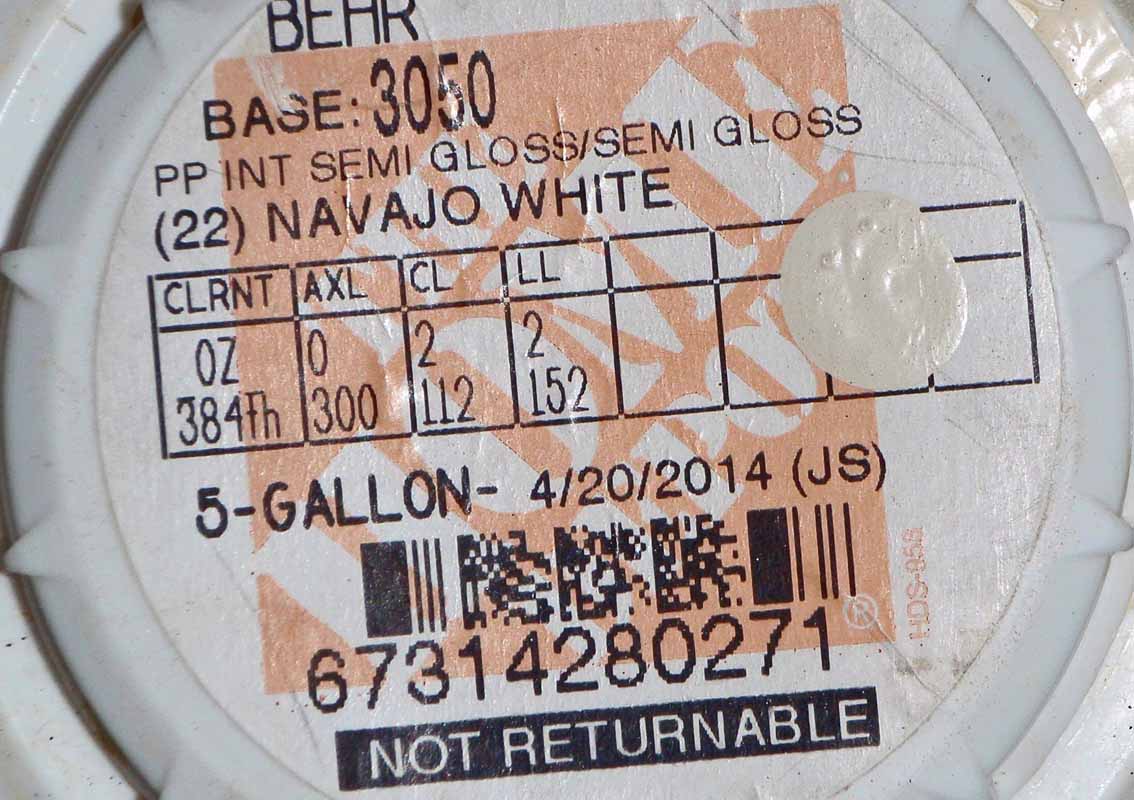 BEHR
BASE: 3050
PP INT SEMI GLOSS/SEMI GLOSS
(22) NAVAJO WHITE
CLRNT AXL CL LL
OZ 0 2 2
384th 300 112 152
5-GALLON- 4/20/2014 (JS)
67314280271
®
HDS-958
NOT RETURNABLE